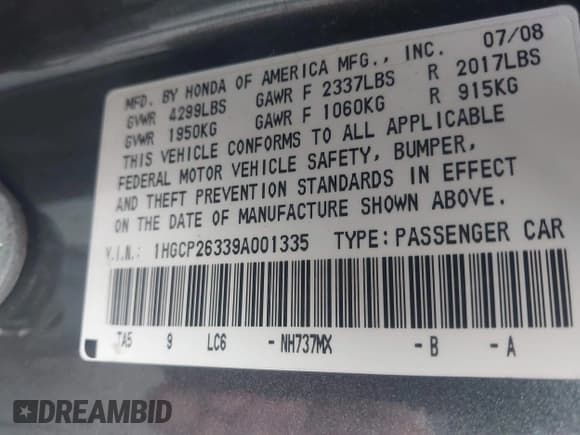 MFD. BY HONDA OF AMERICA MFG., INC. 07/08
GVWR 4299LBS GAWR F 2337LBS R 2017LBS
GVWR 1950KG GAWR F 1060KG R 915KG
THIS VEHICLE CONFORMS TO ALL APPLICABLE
FEDERAL MOTOR VEHICLE SAFETY, BUMPER,
AND THEFT PREVENTION STANDARDS IN EFFECT
ON THE DATE OF MANUFACTURE SHOWN ABOVE.
V.I.N.: 1HGCP26339A001335 TYPE: PASSENGER CAR
TA5 9 LC6 - NH737MX - B - A
DREAMBID